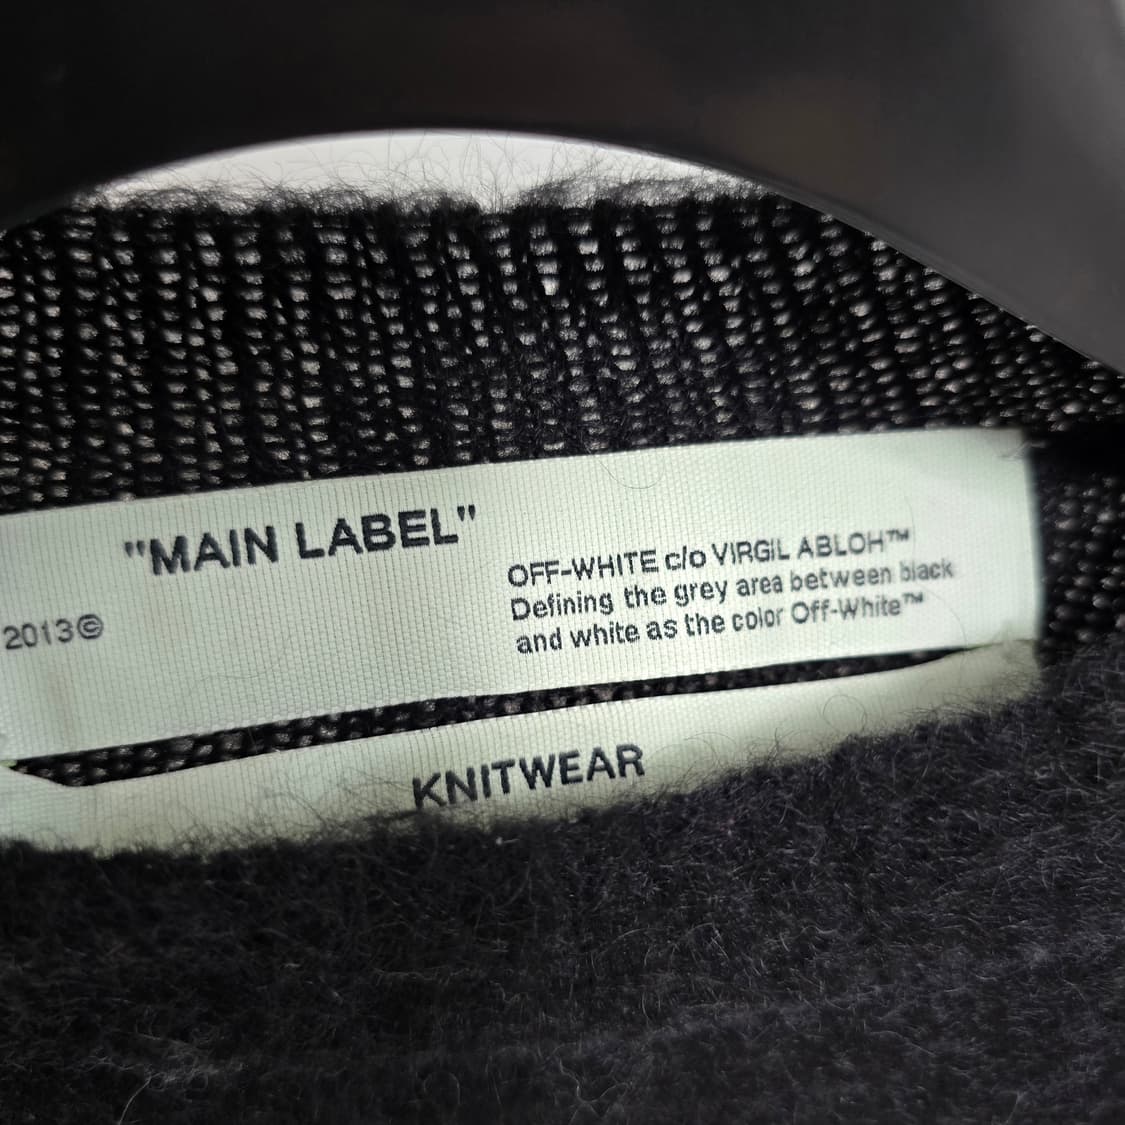 "MAIN LABEL"
2013©
OFF-WHITE c/o VIRGIL ABLOH™
Defining the grey area between black
and white as the color Off-White™
KNITWEAR